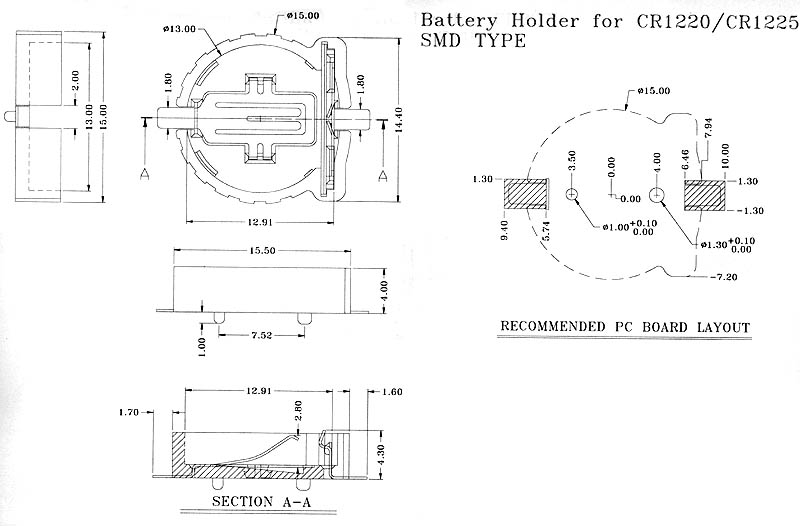 Battery Holder for CR1220/CR1225
SMD TYPE
ø15.00
ø13.00
1.80
1.80
2.00
13.00
15.00
14.40
A
A
12.91
15.50
4.00
1.00
7.52
12.91
1.60
1.70
2.80
4.30
SECTION A-A
ø15.00
7.94
6.46
10.00
3.50
0.00
4.00
0.00
1.30
1.30
-1.30
9.40
5.74
ø1.00+0.10
0.00
ø1.30+0.10
0.00
-7.20
RECOMMENDED PC BOARD LAYOUT